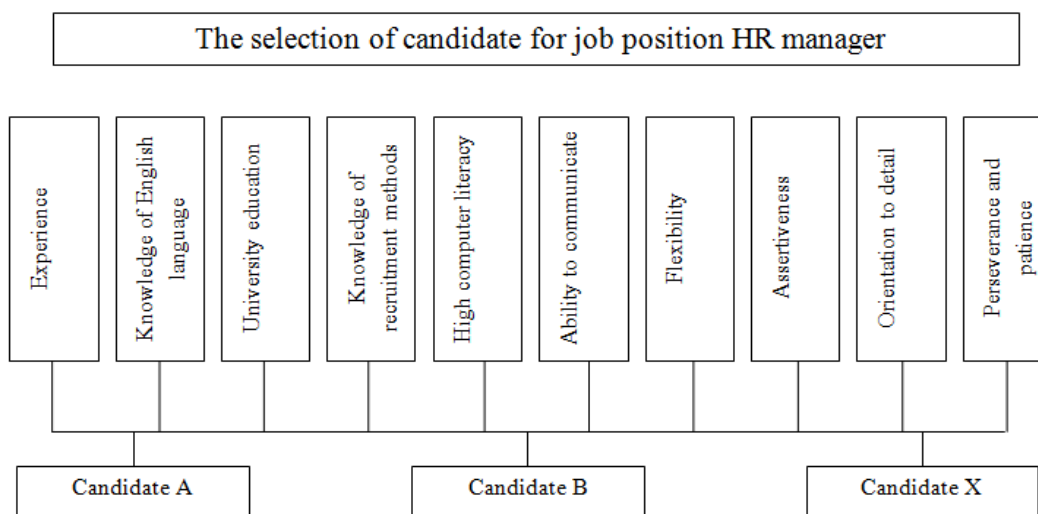 The selection of candidate for job position HR manager
Experience
Knowledge of English
language
University education
Knowledge of
recruitment methods
High computer literacy
Ability to communicate
Flexibility
Assertiveness
Orientation to detail
Perseverance and
patience
Candidate A
Candidate B
Candidate X